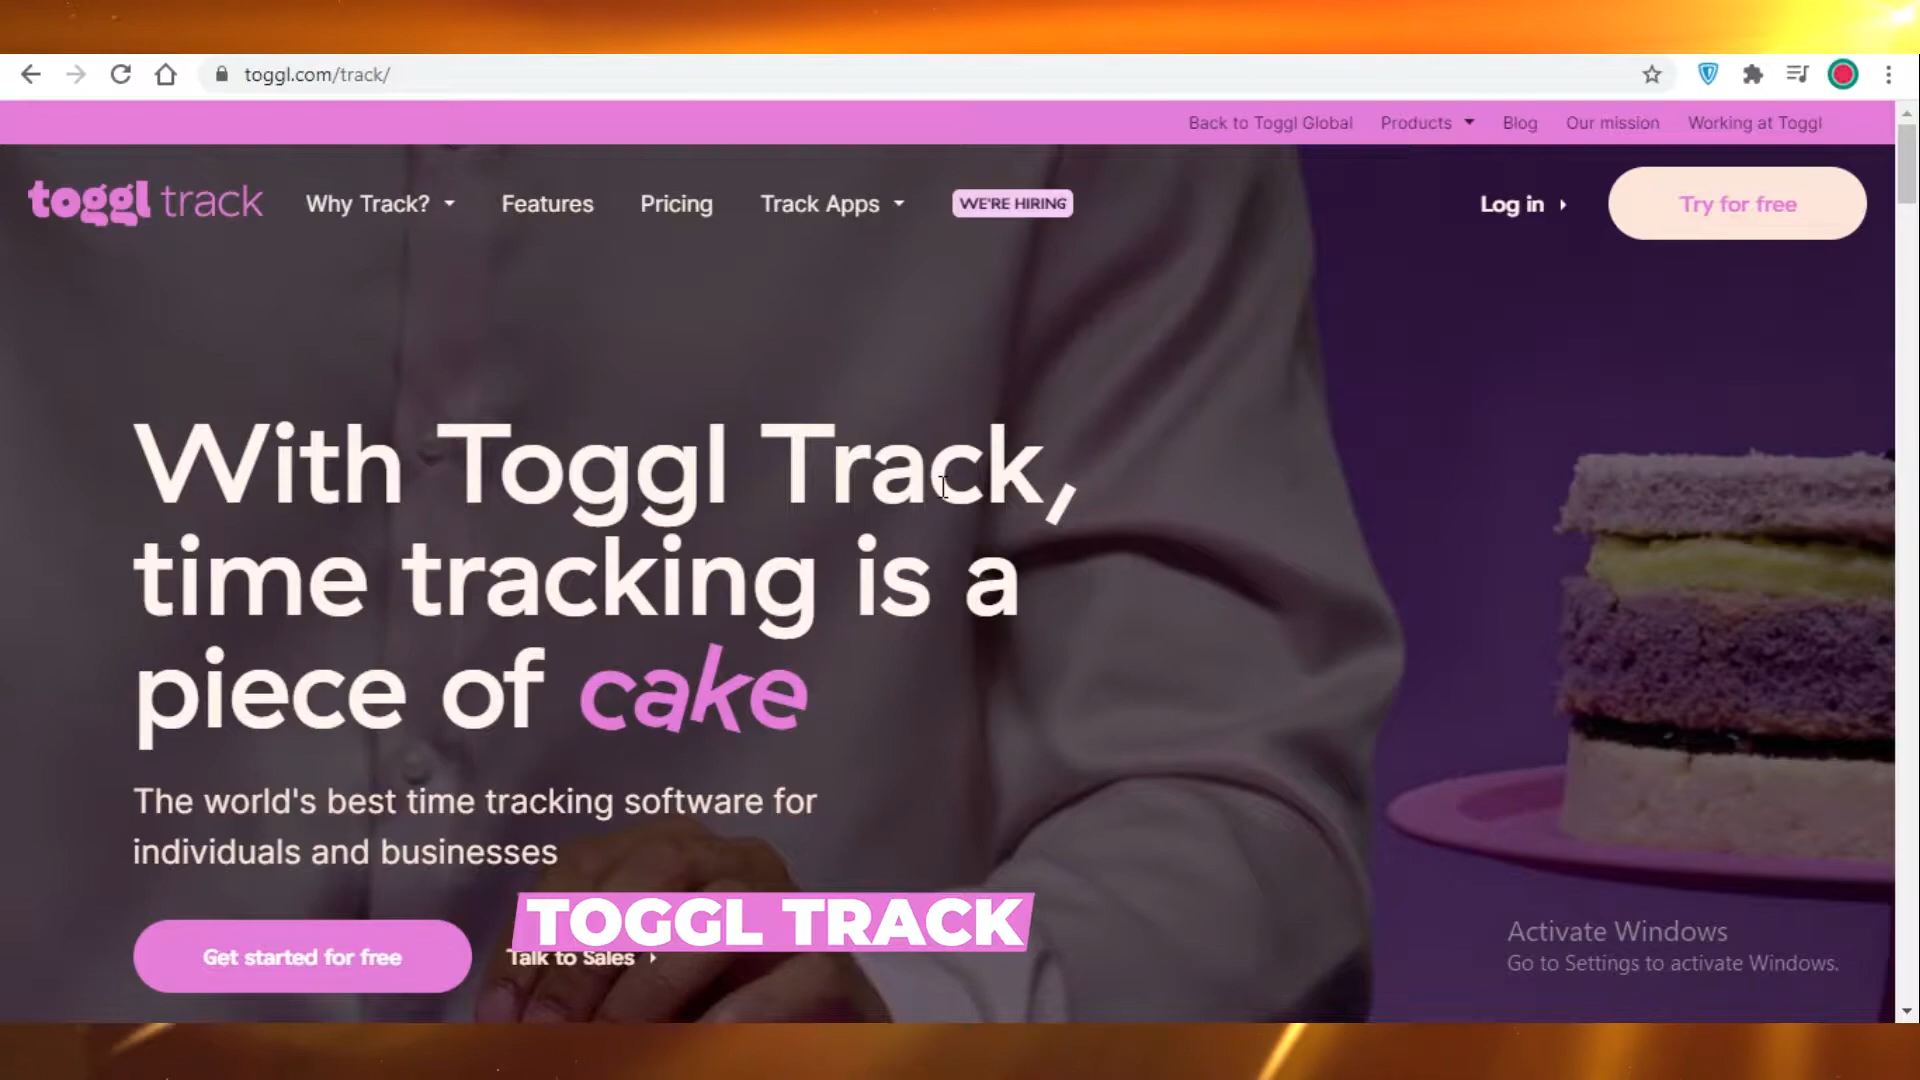 toggl.com/track/
Back to Toggl Global Products Blog Our mission Working at Toggl
toggl track Why Track? Features Pricing Track Apps WE'RE HIRING Log in Try for free
With Toggl Track,
time tracking is a
piece of cake
The world's best time tracking software for
individuals and businesses
TOGGL TRACK
Get started for free Talk to Sales
Activate Windows
Go to Settings to activate Windows.